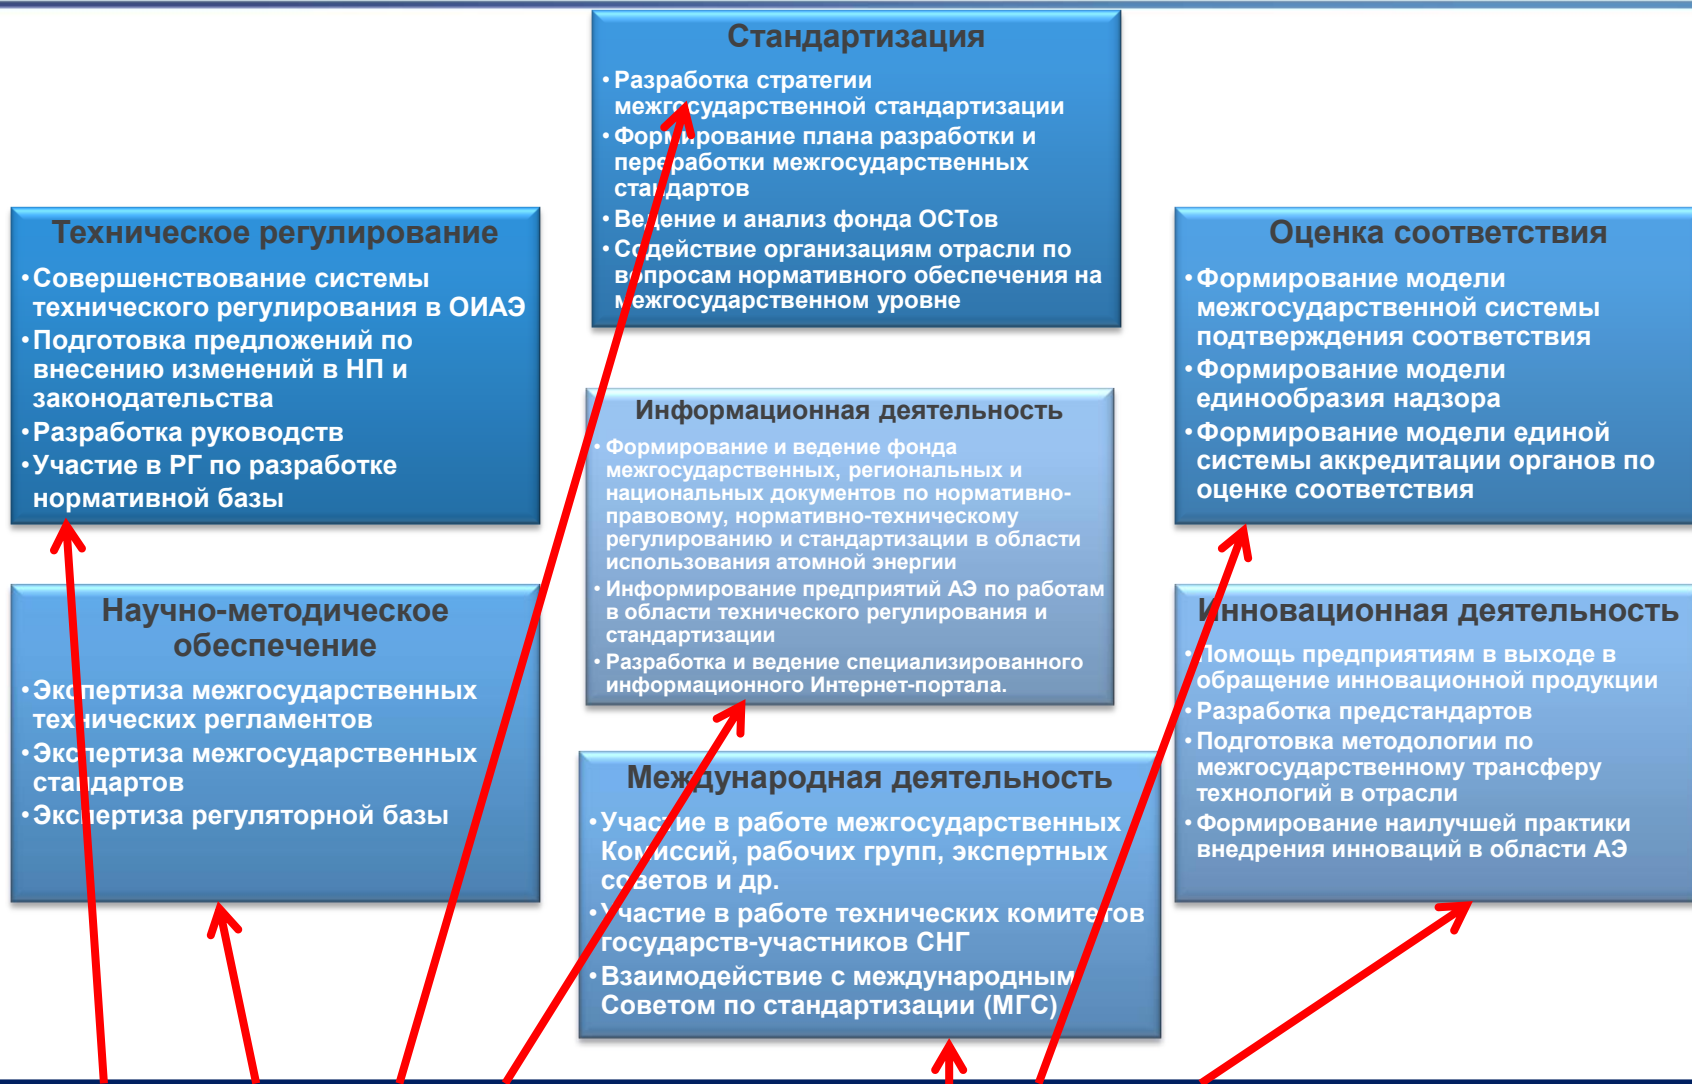 Стандартизация
• Разработка стратегии
межгосударственной стандартизации
• Формирование плана разработки и
переработки межгосударственных
стандартов
• Ведение и анализ фонда ОСТов
• Содействие организациям отрасли по
вопросам нормативного обеспечения на
межгосударственном уровне
Техническое регулирование
• Совершенствование системы
технического регулирования в ОИАЭ
• Подготовка предложений по
внесению изменений в НП и
законодательства
• Разработка руководств
• Участие в РГ по разработке
нормативной базы
Оценка соответствия
• Формирование модели
межгосударственной системы
подтверждения соответствия
• Формирование модели
единообразия надзора
• Формирование модели единой
системы аккредитации органов по
оценке соответствия
Информационная деятельность
• Формирование и ведение фонда
межгосударственных, региональных и
национальных документов по нормативно-
правовому, нормативно-техническому
регулированию и стандартизации в области
использования атомной энергии
• Информирование предприятий АЭ по работам
в области технического регулирования и
стандартизации
• Разработка и ведение специализированного
информационного Интернет-портала.
Научно-методическое
обеспечение
• Экспертиза межгосударственных
технических регламентов
• Экспертиза межгосударственных
стандартов
• Экспертиза регуляторной базы
Инновационная деятельность
• Помощь предприятиям в выходе в
обращение инновационной продукции
• Разработка предстандартов
• Подготовка методологии по
межгосударственному трансферу
технологий в отрасли
• Формирование наилучшей практики
внедрения инноваций в области АЭ
Международная деятельность
• Участие в работе межгосударственных
Комиссий, рабочих групп, экспертных
советов и др.
• Участие в работе технических комитетов
государств-участников СНГ
• Взаимодействие с международным
Советом по стандартизации (МГС)